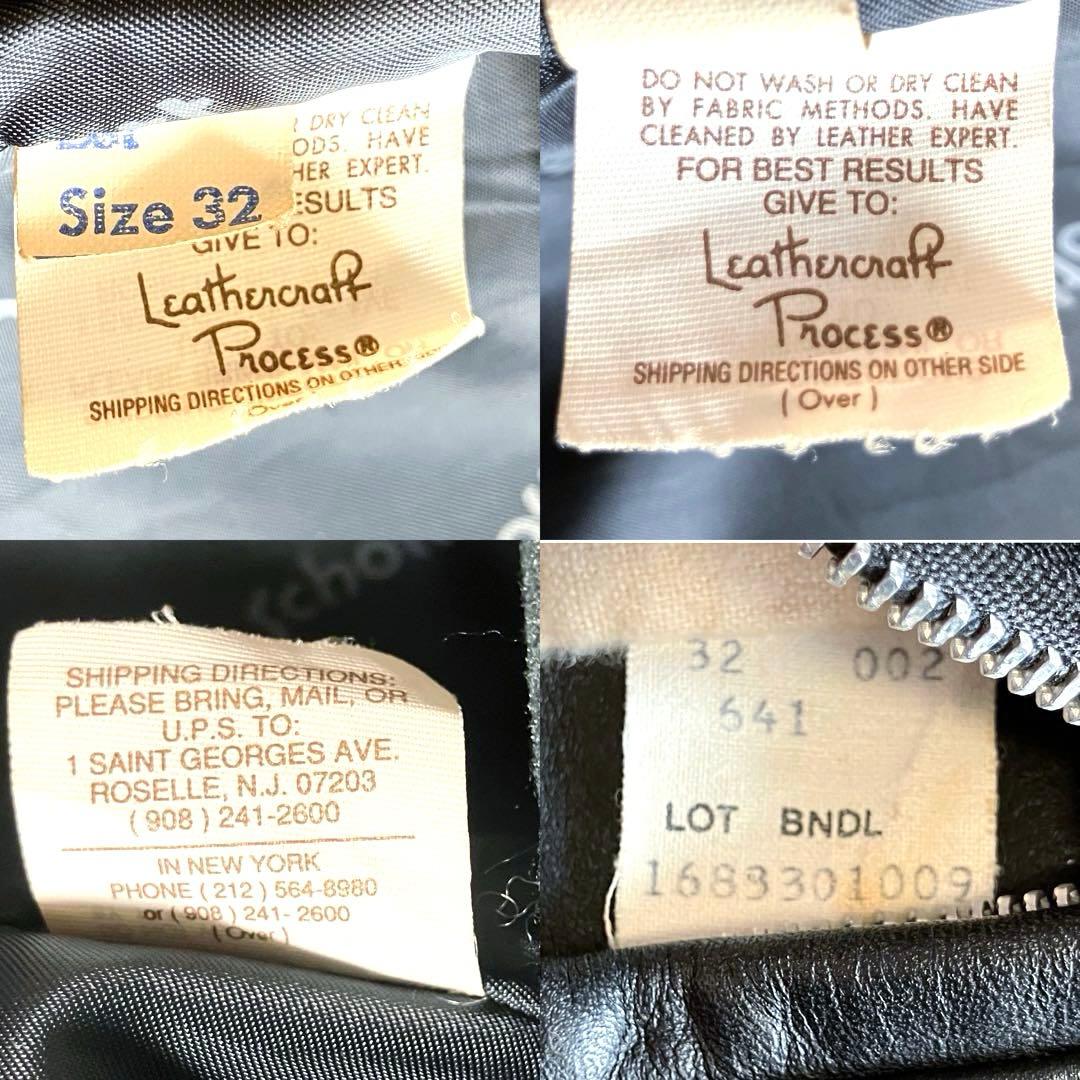 DRY CLEAN
ODS. HAVE
HER EXPERT.
Size 32
ESULTS
GIVE TO:
Leathercraft
Process®
SHIPPING DIRECTIONS ON OTHER
(Over
DO NOT WASH OR DRY CLEAN
BY FABRIC METHODS. HAVE
CLEANED BY LEATHER EXPERT.
FOR BEST RESULTS
GIVE TO:
Leathercraft
Process®
SHIPPING DIRECTIONS ON OTHER SIDE
( Over )
Schott
SHIPPING DIRECTIONS:
PLEASE BRING, MAIL, OR
U.P.S. TO:
1 SAINT GEORGES AVE.
ROSELLE, N.J. 07203
( 908 ) 241-2600
IN NEW YORK
PHONE ( 212 ) 564-8980
or ( 908 ) 241- 2600
( Over )
32 002
641
LOT BNDL
1683301009